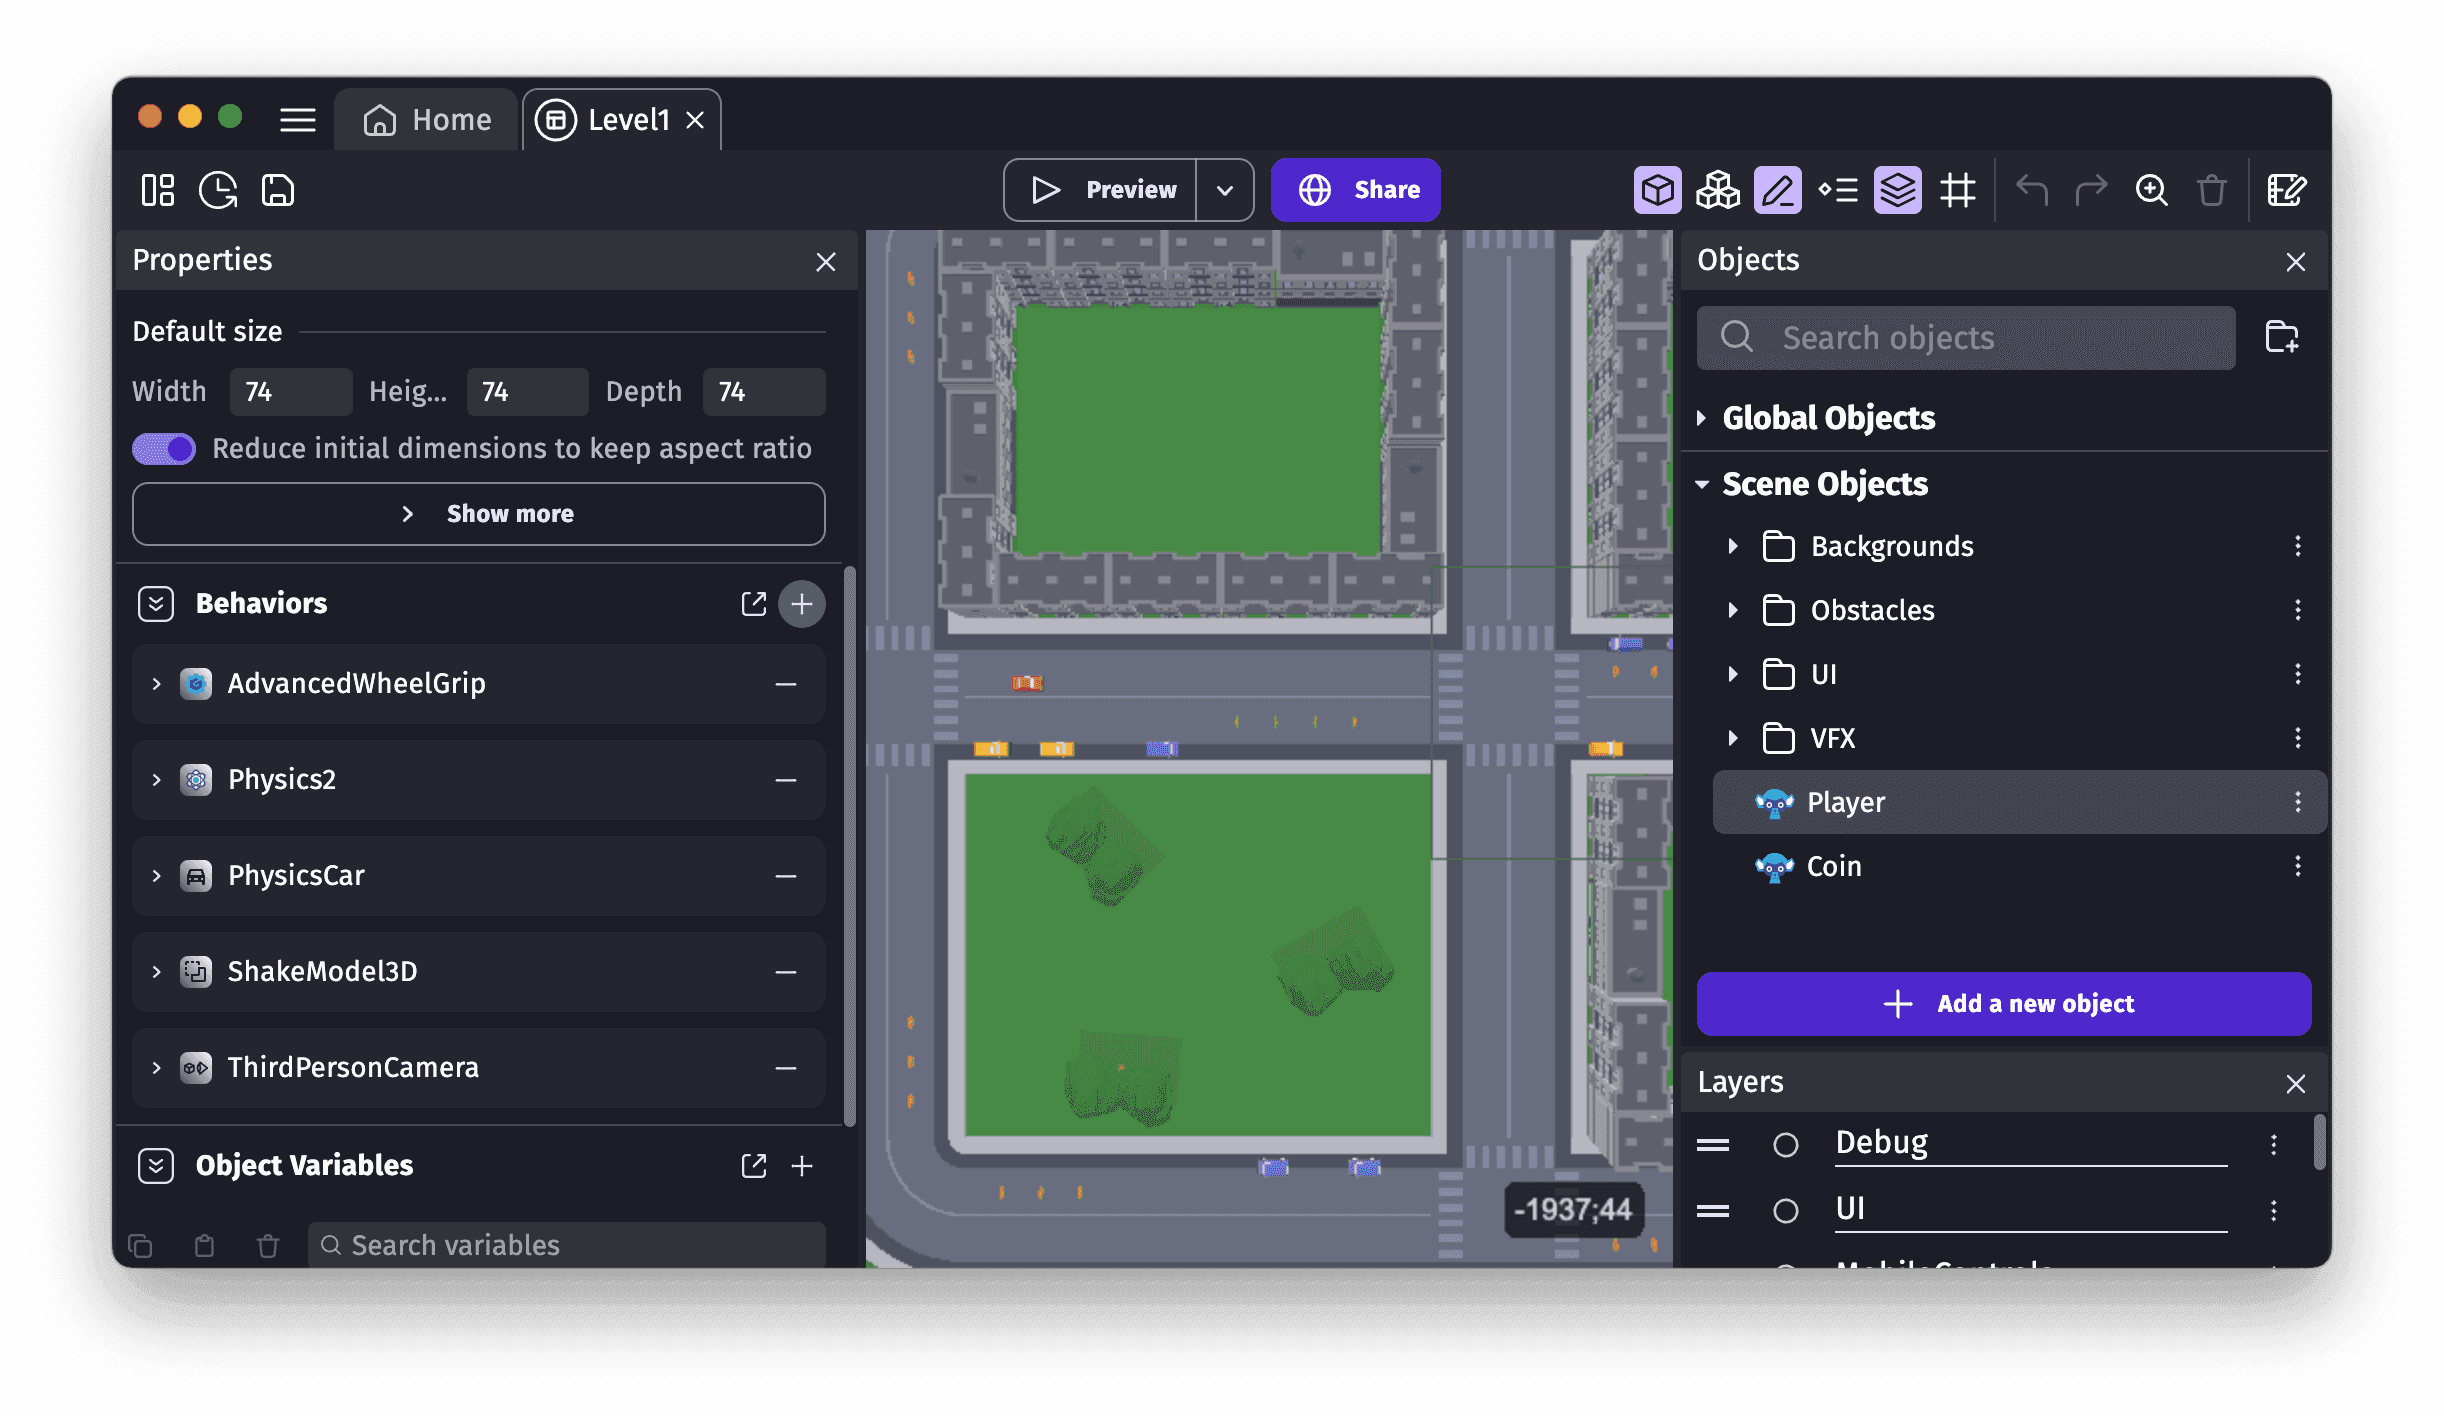 Home
Level1
Preview
Share
Properties
Default size
Width 74 Heig... 74 Depth 74
Reduce initial dimensions to keep aspect ratio
Show more
Behaviors
AdvancedWheelGrip
Physics2
PhysicsCar
ShakeModel3D
ThirdPersonCamera
Object Variables
Search variables
-1937;44
Objects
Search objects
Global Objects
Scene Objects
Backgrounds
Obstacles
UI
VFX
Player
Coin
Add a new object
Layers
Debug
UI
MobileControls